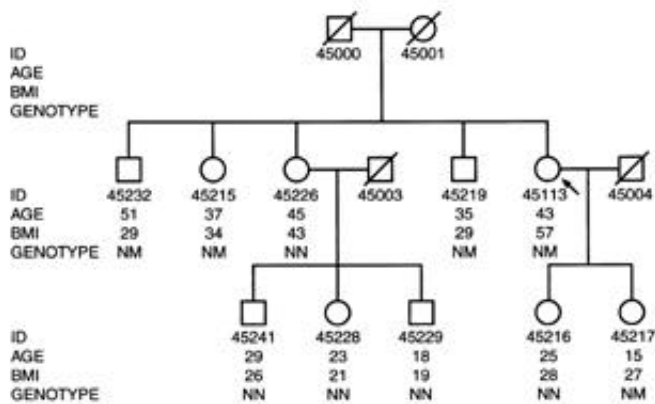 45000 45001
ID
AGE
BMI
GENOTYPE
ID 45232 45215 45226 45003 45219 45113 45004
AGE 51 37 45 35 43
BMI 29 34 43 29 57
GENOTYPE NM NM NN NM NM
ID 45241 45228 45229 45216 45217
AGE 29 23 18 25 15
BMI 26 21 19 28 27
GENOTYPE NN NN NN NN NM